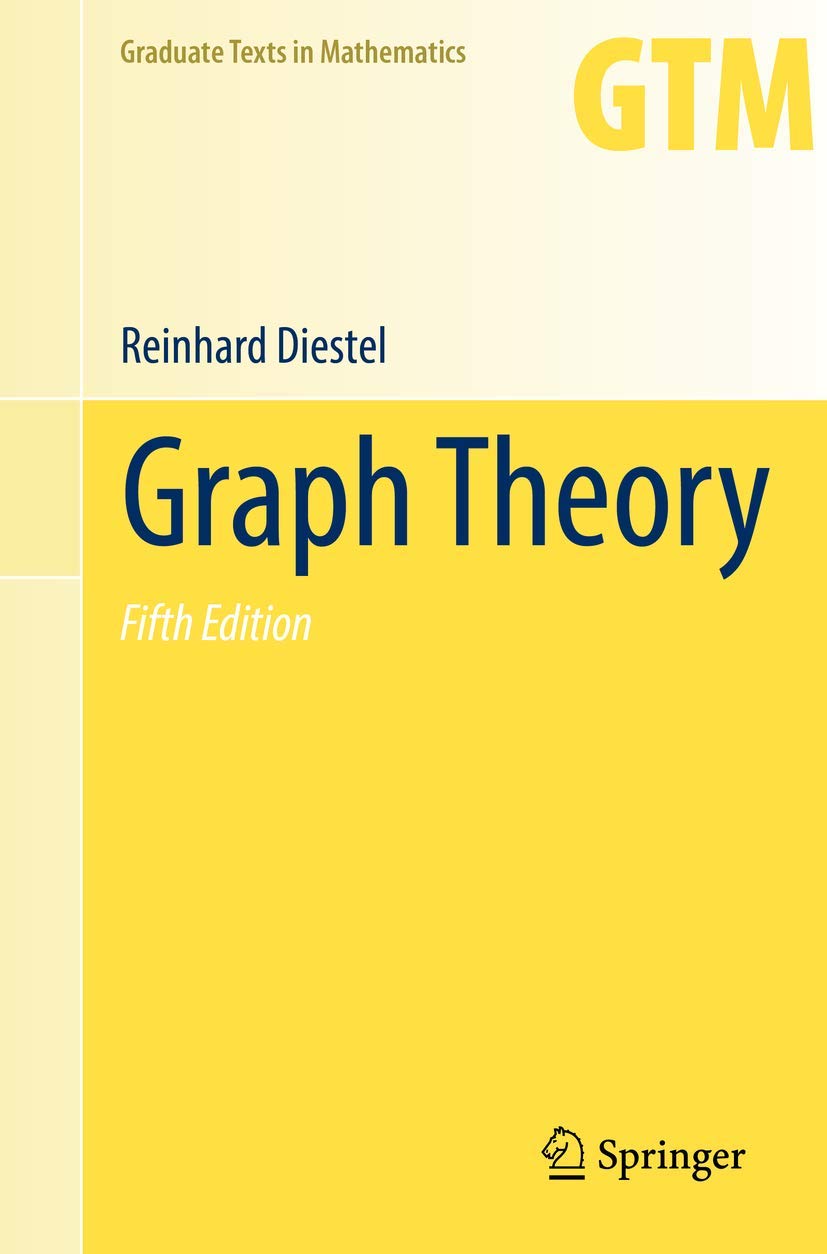 Graduate Texts in Mathematics
GTM
Reinhard Diestel
Graph Theory
Fifth Edition
Springer